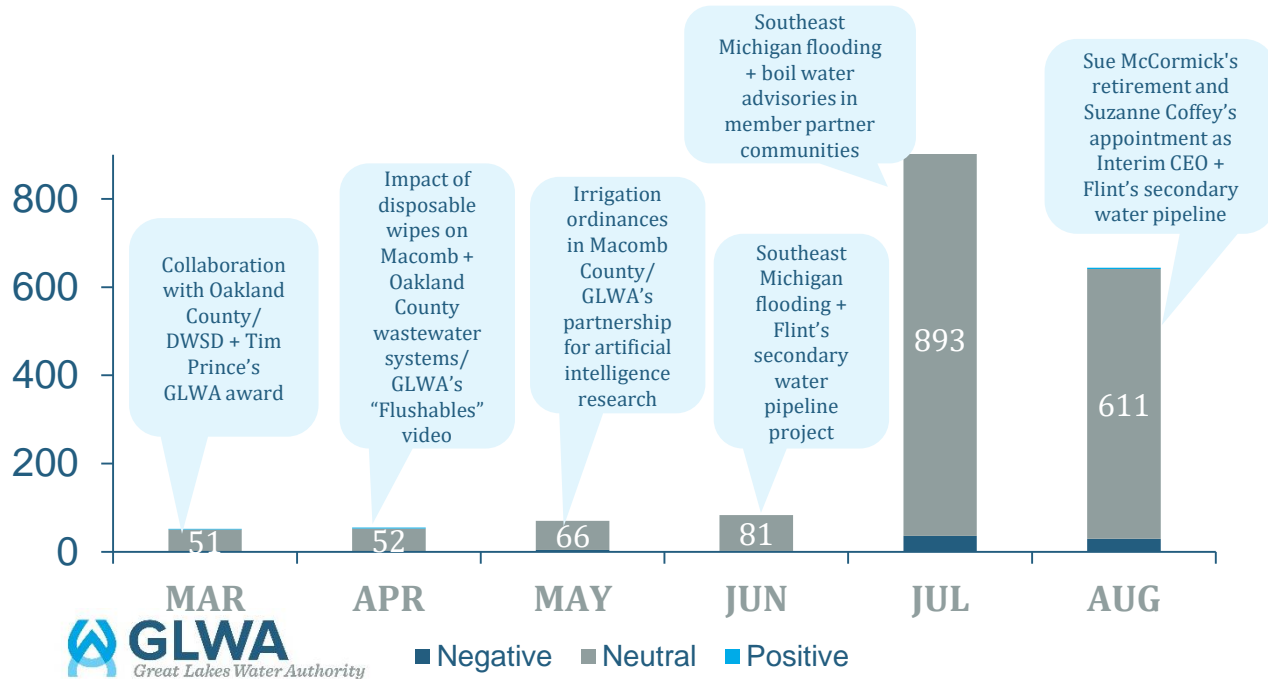 Southeast
Michigan flooding
+ boil water
advisories in
member partner
communities
Sue McCormick's
retirement and
Suzanne Coffey’s
appointment as
Interim CEO +
Flint’s secondary
water pipeline
Impact of
disposable
wipes on
Macomb +
Oakland
County
wastewater
systems/
GLWA’s
“Flushables”
video
Irrigation
ordinances
in Macomb
County/
GLWA’s
partnership
for artificial
intelligence
research
Collaboration
with Oakland
County/
DWSD + Tim
Prince’s
GLWA award
Southeast
Michigan
flooding +
Flint’s
secondary
water
pipeline
project
800
600
400
200
0
51
52
66
81
893
611
MAR APR MAY JUN JUL AUG
GLWA
Great Lakes Water Authority
Negative Neutral Positive